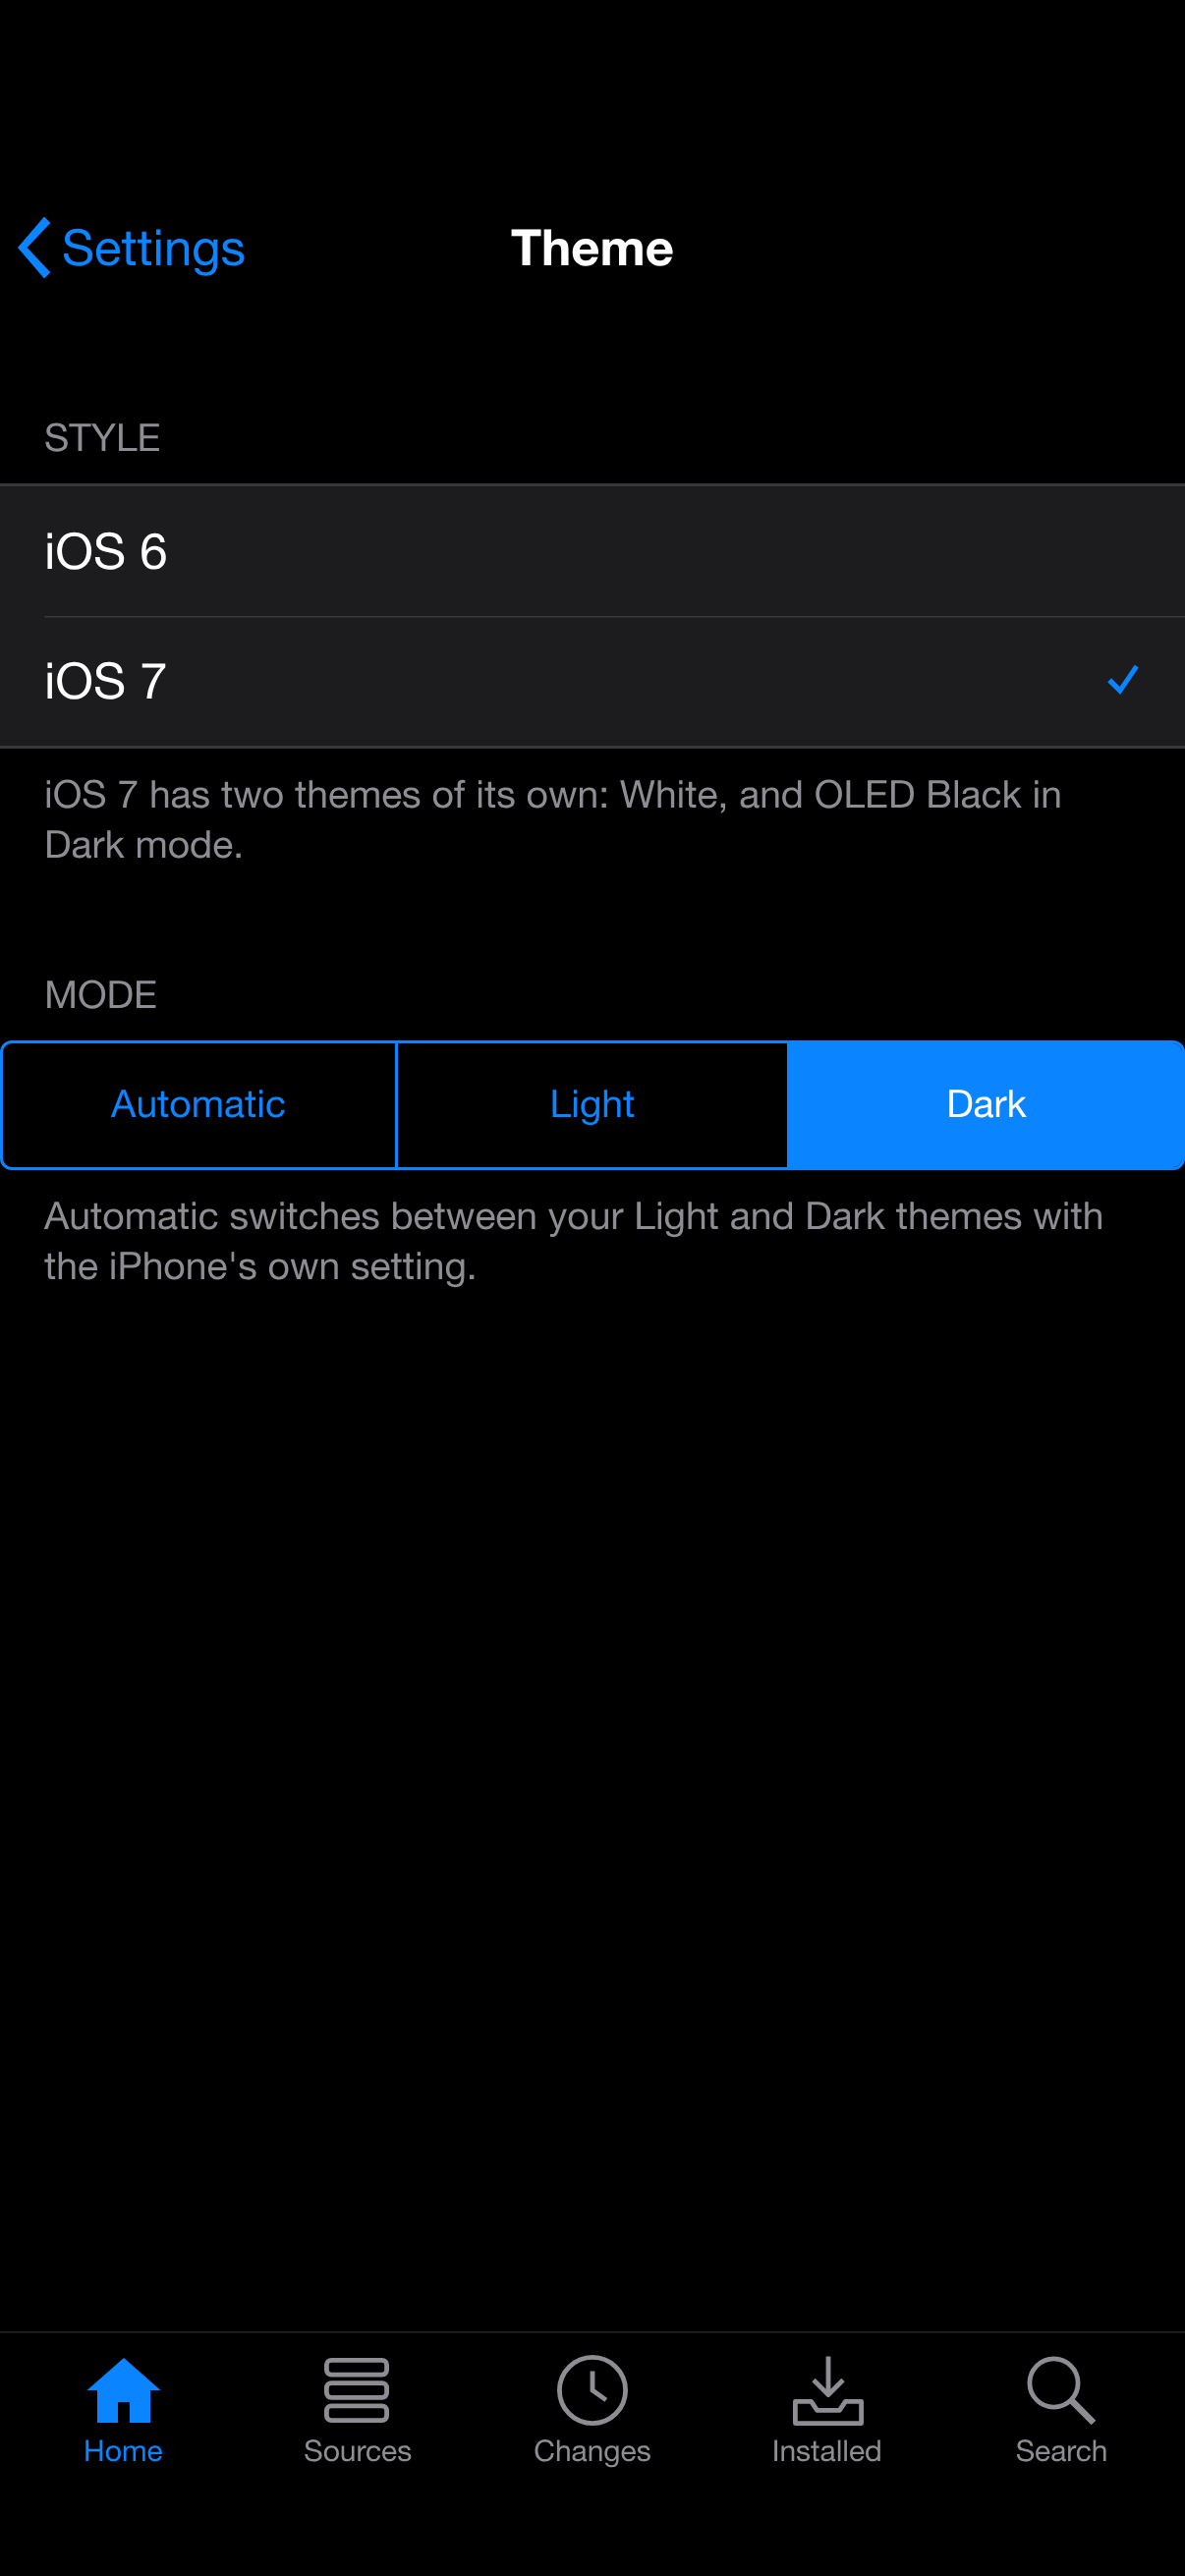 Settings
Theme
STYLE
iOS 6
iOS 7
iOS 7 has two themes of its own: White, and OLED Black in
Dark mode.
MODE
Automatic
Light
Dark
Automatic switches between your Light and Dark themes with
the iPhone's own setting.
Home
Sources
Changes
Installed
Search